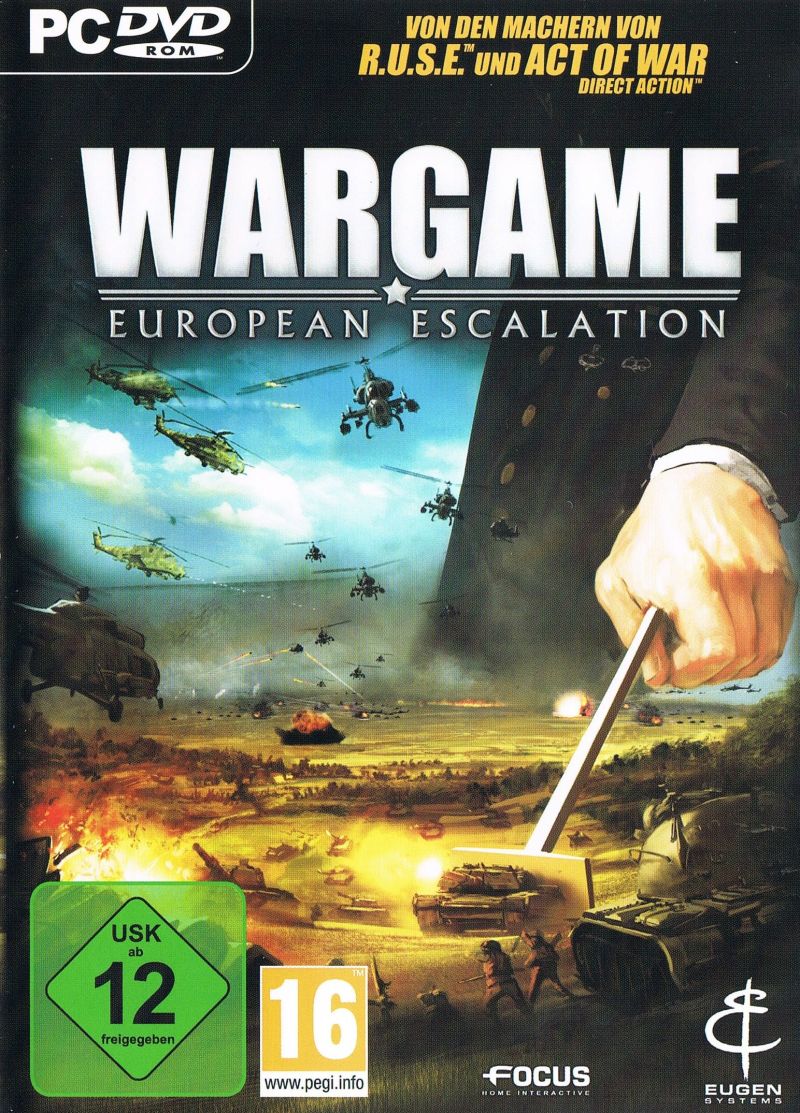 PC DVD
ROM
VON DEN MACHERN VON
R.U.S.E.™ UND ACT OF WAR
DIRECT ACTION™
WARGAME
EUROPEAN ESCALATION
USK
ab
12
freigegeben
16
™
www.pegi.info
FOCUS
HOME INTERACTIVE
EUGEN
SYSTEMS